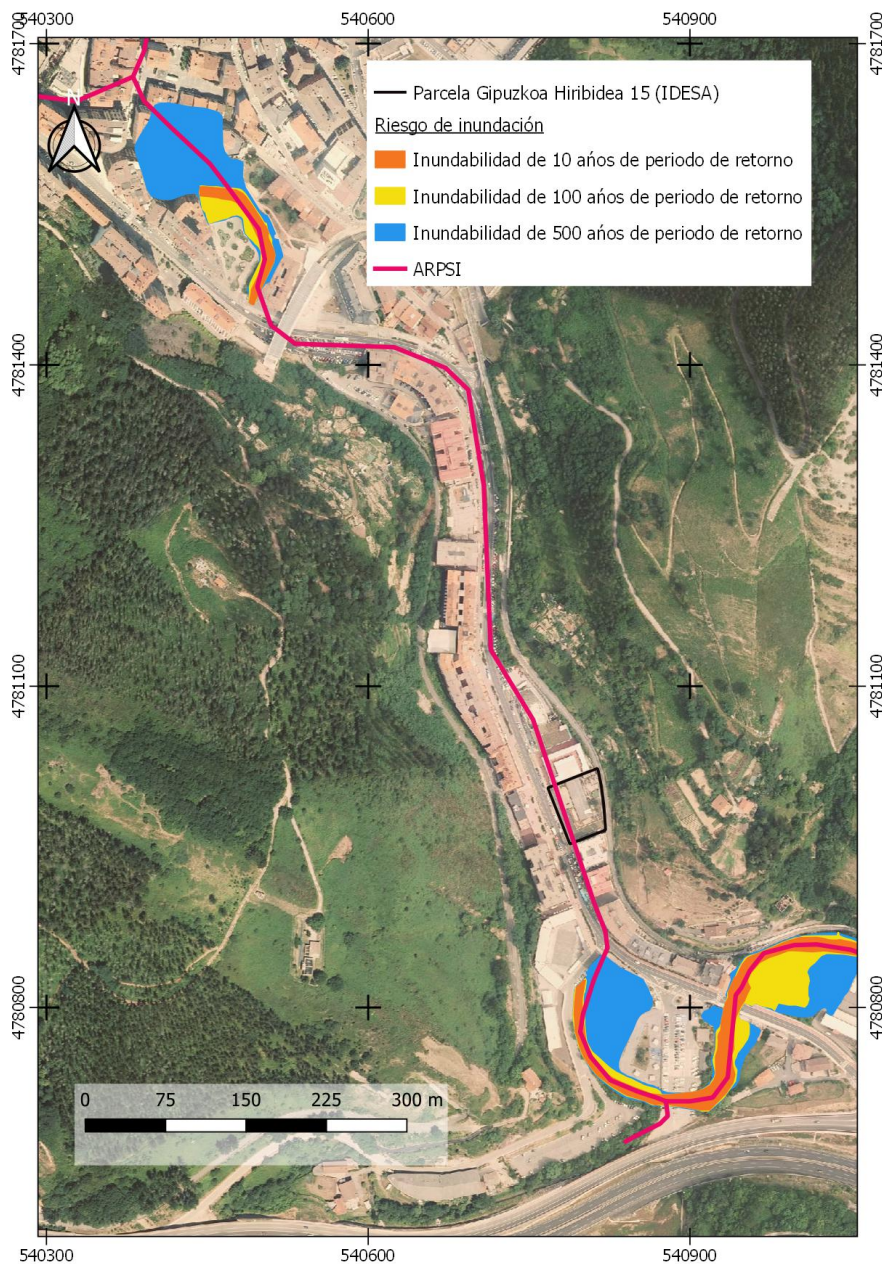 540300
540600
540900
4781700
4781700
N
Parcela Gipuzkoa Hiribidea 15 (IDESA)
Riesgo de inundación
Inundabilidad de 10 años de periodo de retorno
Inundabilidad de 100 años de periodo de retorno
Inundabilidad de 500 años de periodo de retorno
ARPSI
4781400
4781400
4781100
4781100
4780800
4780800
0 75 150 225 300 m
540300
540600
540900